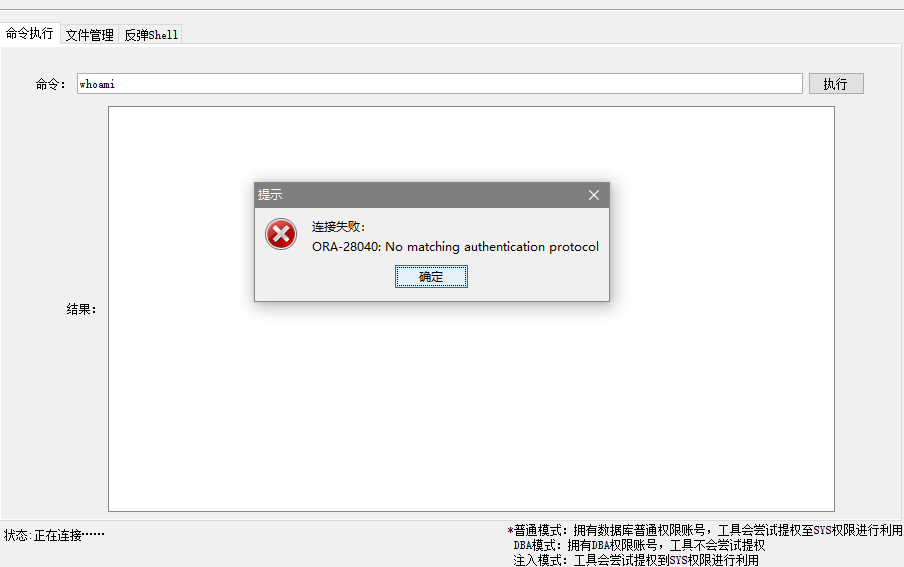 命令执行 文件管理 反弹Shell
命令： whoami 执行
提示
连接失败：
ORA-28040: No matching authentication protocol
确定
结果：
状态:正在连接······
*普通模式：拥有数据库普通权限账号，工具会尝试提权至SYS权限进行利用
DBA模式：拥有DBA权限账号，工具不会尝试提权
注入模式：工具会尝试提权到SYS权限进行利用